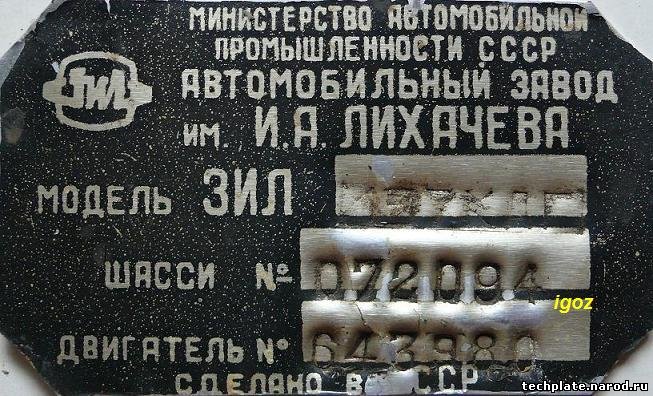 ЗИЛ
МИНИСТЕРСТВО АВТОМОБИЛЬНОЙ
ПРОМЫШЛЕННОСТИ СССР
АВТОМОБИЛЬНЫЙ ЗАВОД
ИМ. И.А. ЛИХАЧЕВА
МОДЕЛЬ ЗИЛ
ШАССИ № 072094
igoz
ДВИГАТЕЛЬ № 643980
СДЕЛАНО В СССР
techplate.narod.ru